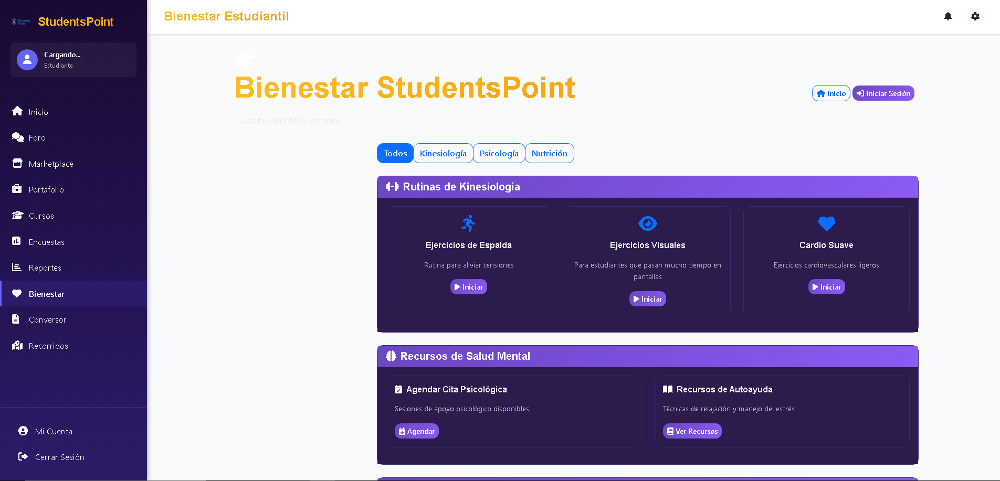 Students
Point
StudentsPoint
Cargando...
Estudiante
Inicio
Foro
Marketplace
Portafolio
Cursos
Encuestas
Reportes
Bienestar
Conversor
Recorridos
Mi Cuenta
Cerrar Sesión
Bienestar Estudiantil
Bienestar StudentsPoint
Cuida tu salud física y mental
Inicio
Iniciar Sesión
Todos
Kinesiología
Psicología
Nutrición
Rutinas de Kinesiología
Ejercicios de Espalda
Rutina para aliviar tensiones
Iniciar
Ejercicios Visuales
Para estudiantes que pasan mucho tiempo en
pantallas
Iniciar
Cardio Suave
Ejercicios cardiovasculares ligeros
Iniciar
Recursos de Salud Mental
Agendar Cita Psicológica
Sesiones de apoyo psicológico disponibles
Agendar
Recursos de Autoayuda
Técnicas de relajación y manejo del estrés
Ver Recursos